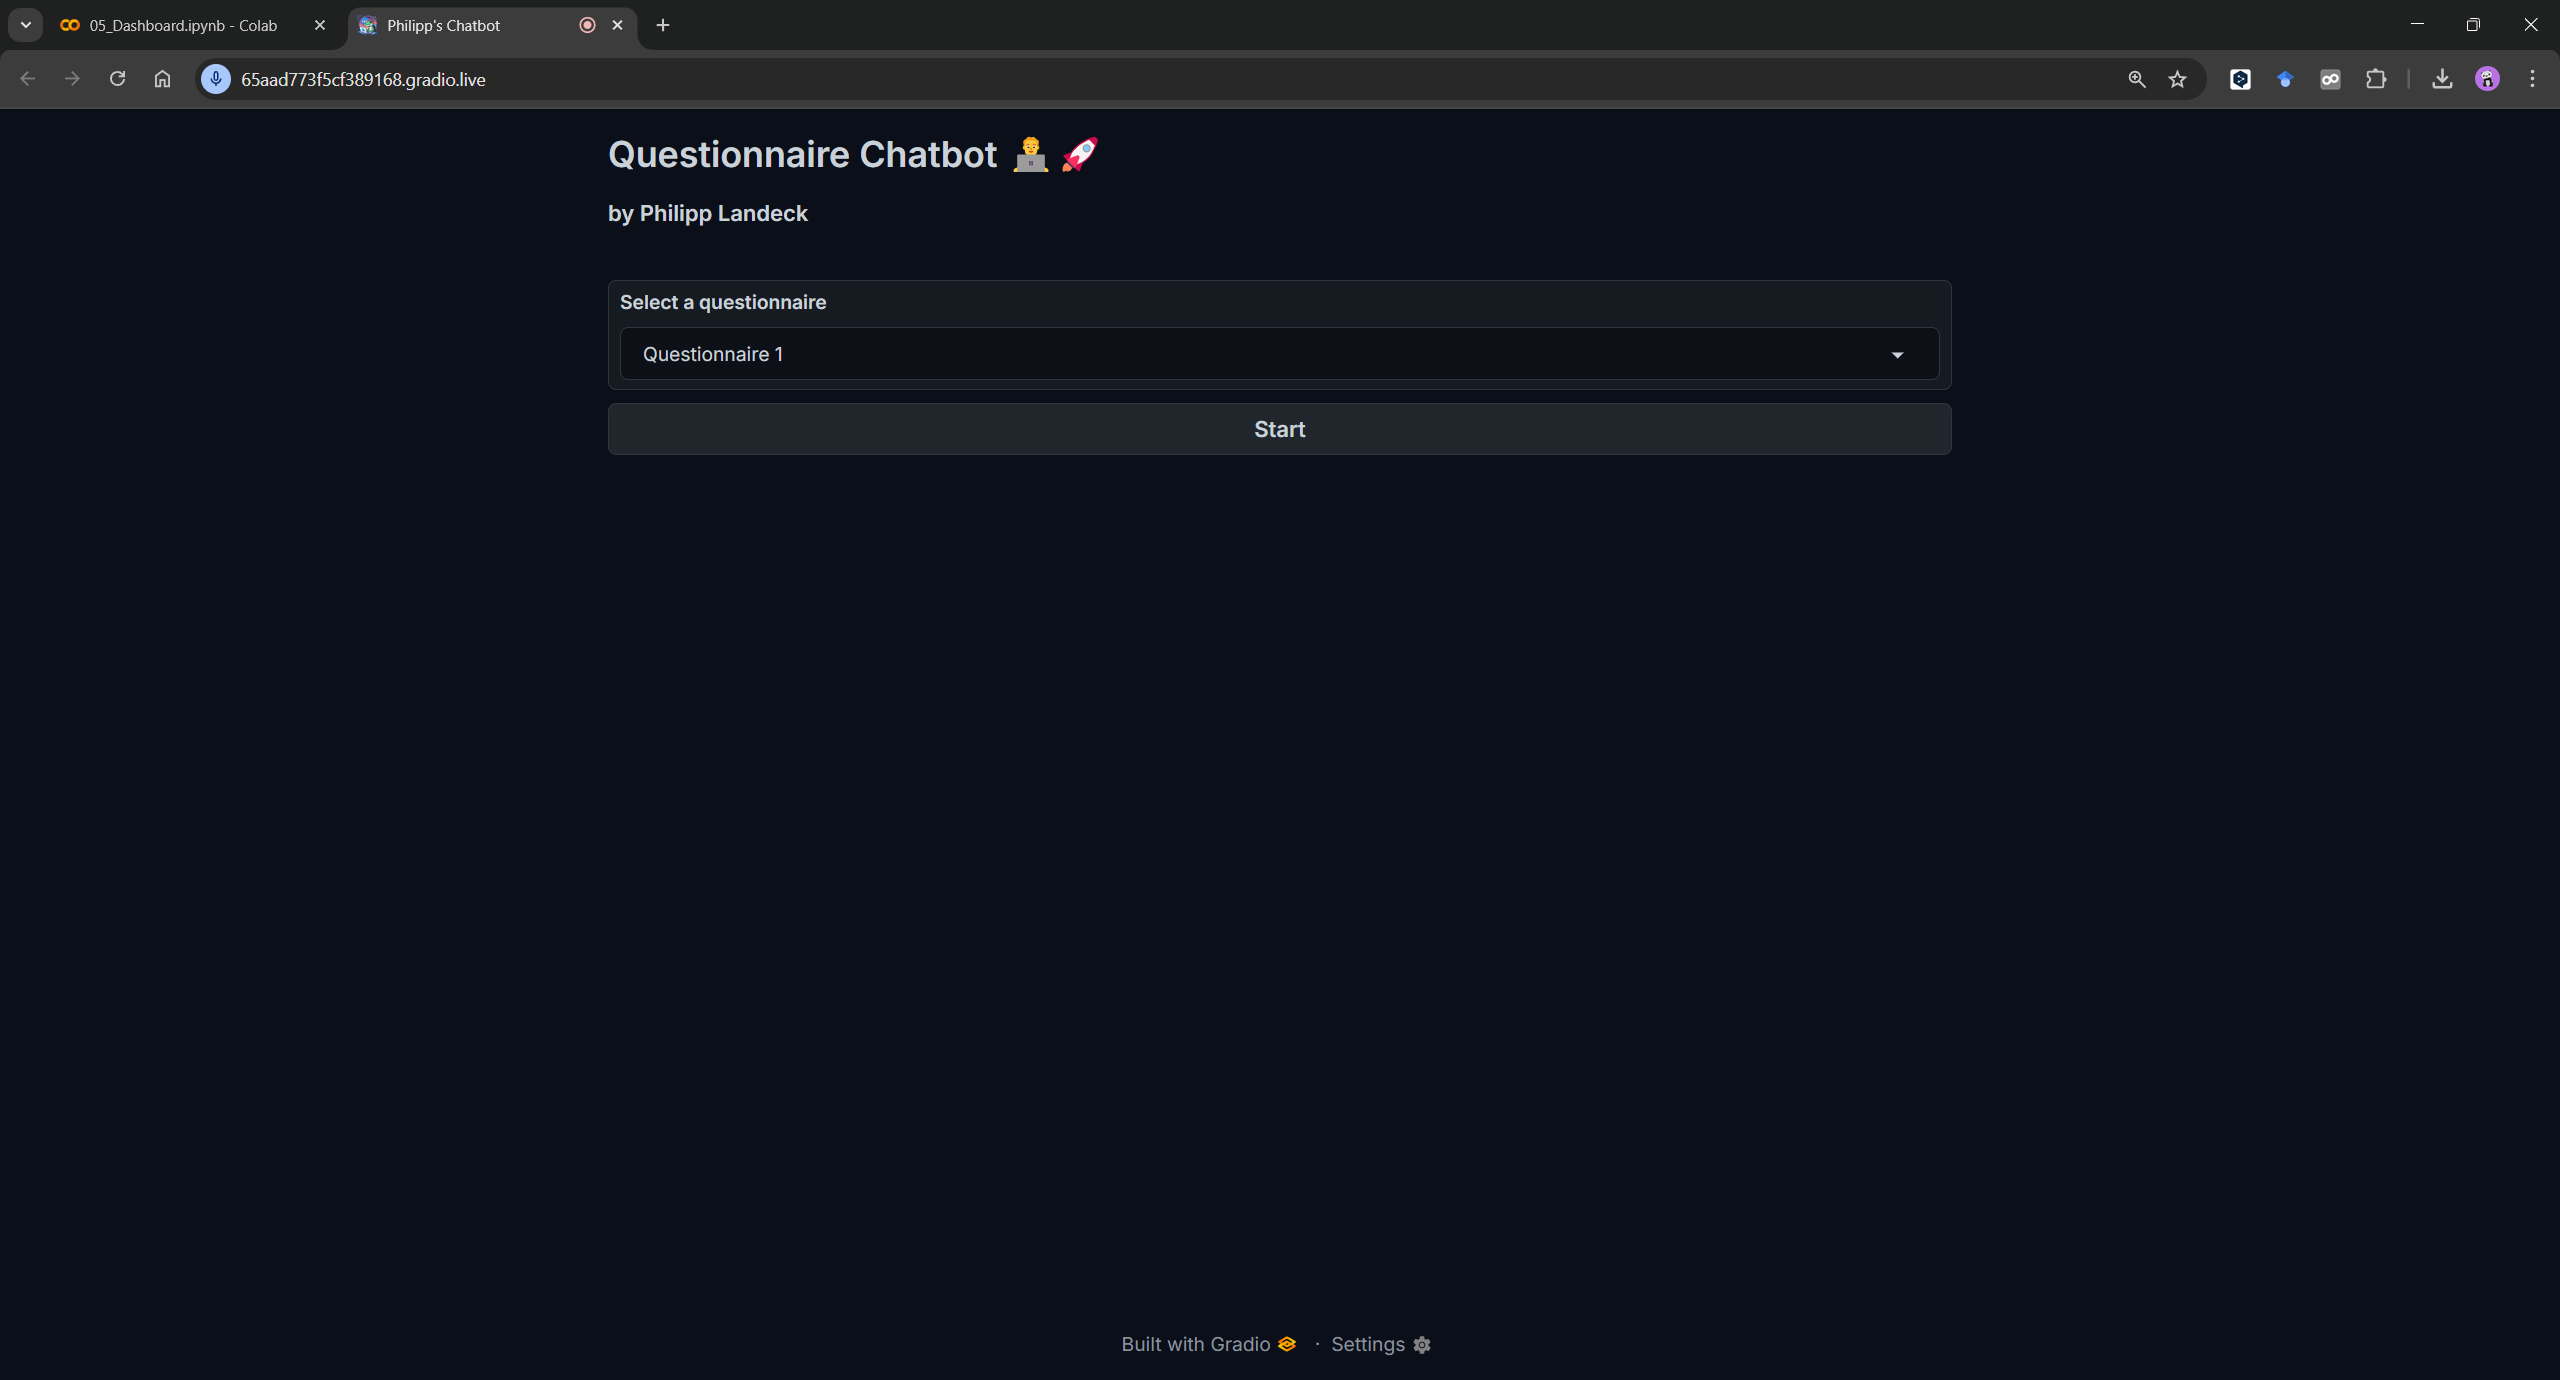 05_Dashboard.ipynb - Colab
Philipp's Chatbot
65aad773f5cf389168.gradio.live
Questionnaire Chatbot
by Philipp Landeck
Select a questionnaire
Questionnaire 1
Start
Built with Gradio · Settings